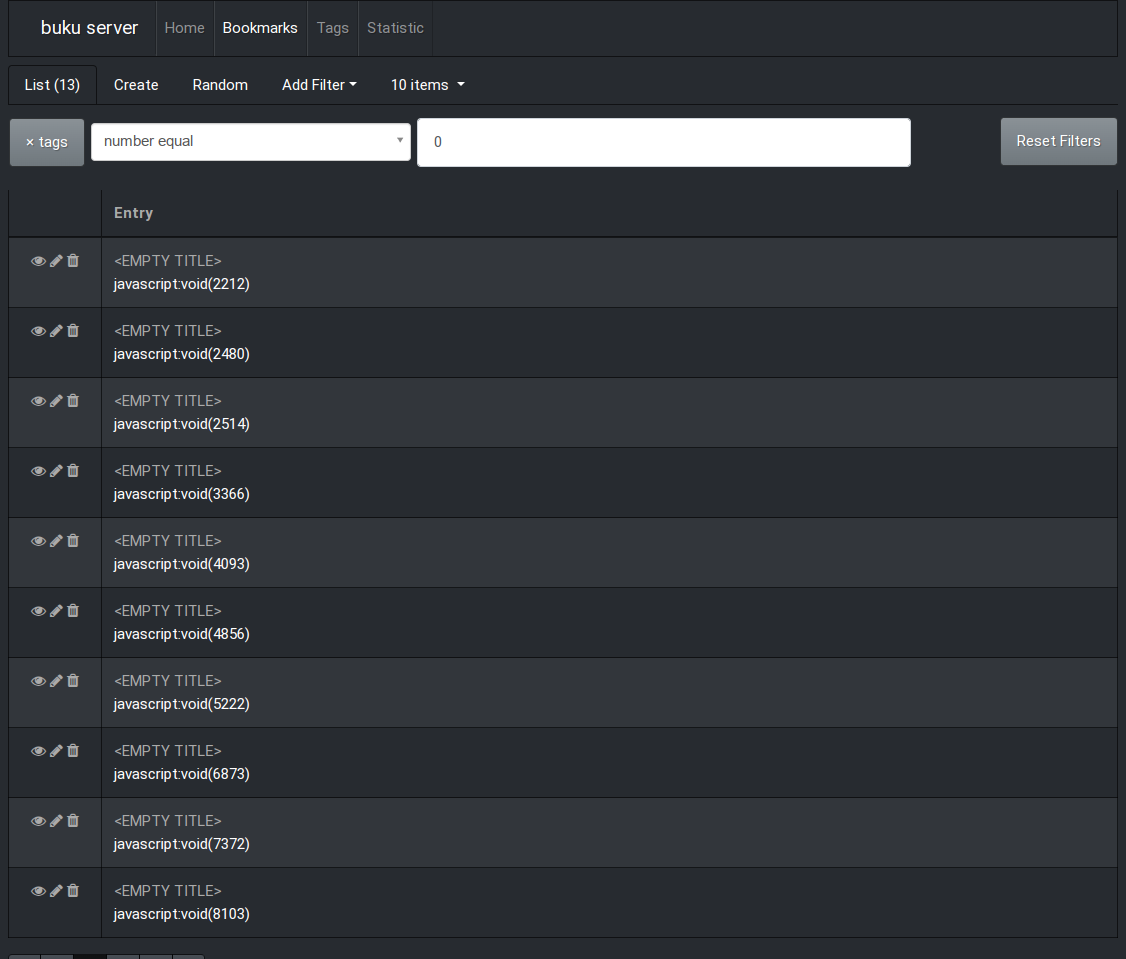 buku server Home Bookmarks Tags Statistic
List (13) Create Random Add Filter 10 items
× tags number equal 0 Reset Filters
Entry
<EMPTY TITLE>
javascript:void(2212)
<EMPTY TITLE>
javascript:void(2480)
<EMPTY TITLE>
javascript:void(2514)
<EMPTY TITLE>
javascript:void(3366)
<EMPTY TITLE>
javascript:void(4093)
<EMPTY TITLE>
javascript:void(4856)
<EMPTY TITLE>
javascript:void(5222)
<EMPTY TITLE>
javascript:void(6873)
<EMPTY TITLE>
javascript:void(7372)
<EMPTY TITLE>
javascript:void(8103)